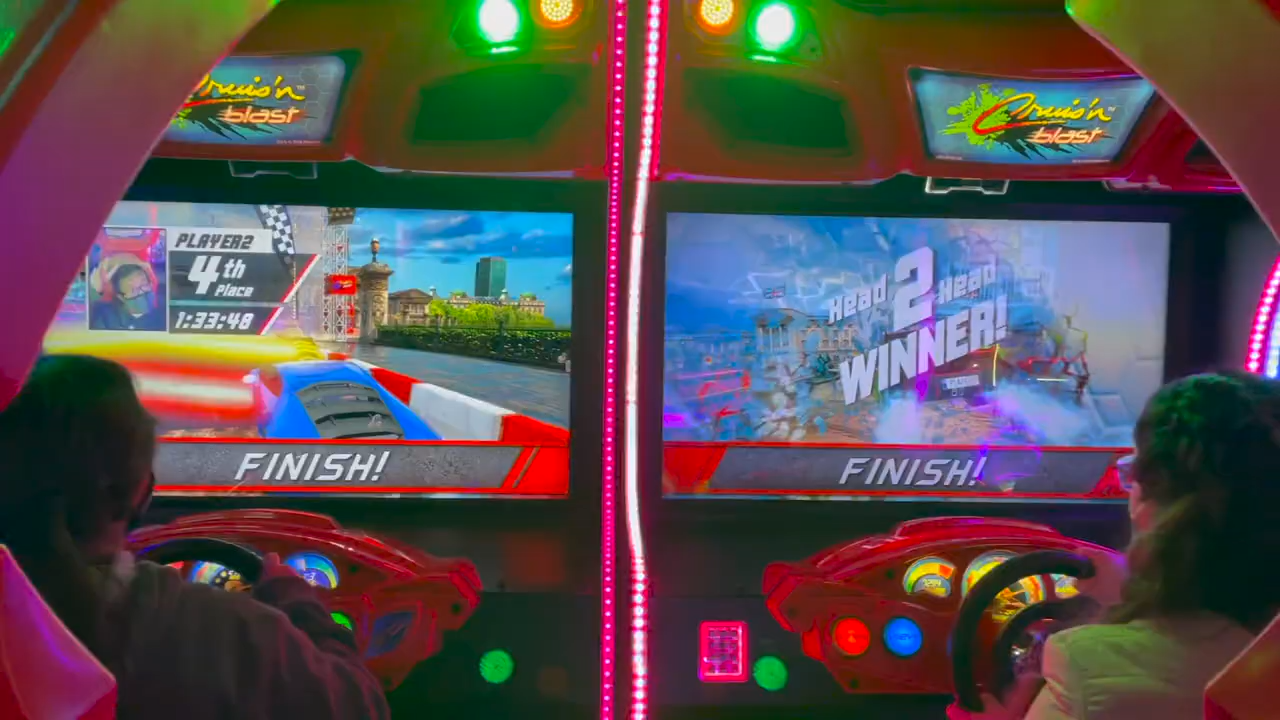 Cruis'n
blast
PLAYER2
4th
Place
1:33:48
FINISH!
Cruis'n
blast
Head 2 Head
WINNER!
FINISH!